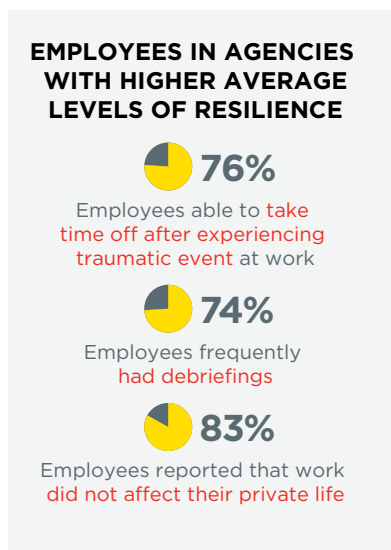 EMPLOYEES IN AGENCIES
WITH HIGHER AVERAGE
LEVELS OF RESILIENCE
76%
Employees able to take
time off after experiencing
traumatic event at work
74%
Employees frequently
had debriefings
83%
Employees reported that work
did not affect their private life